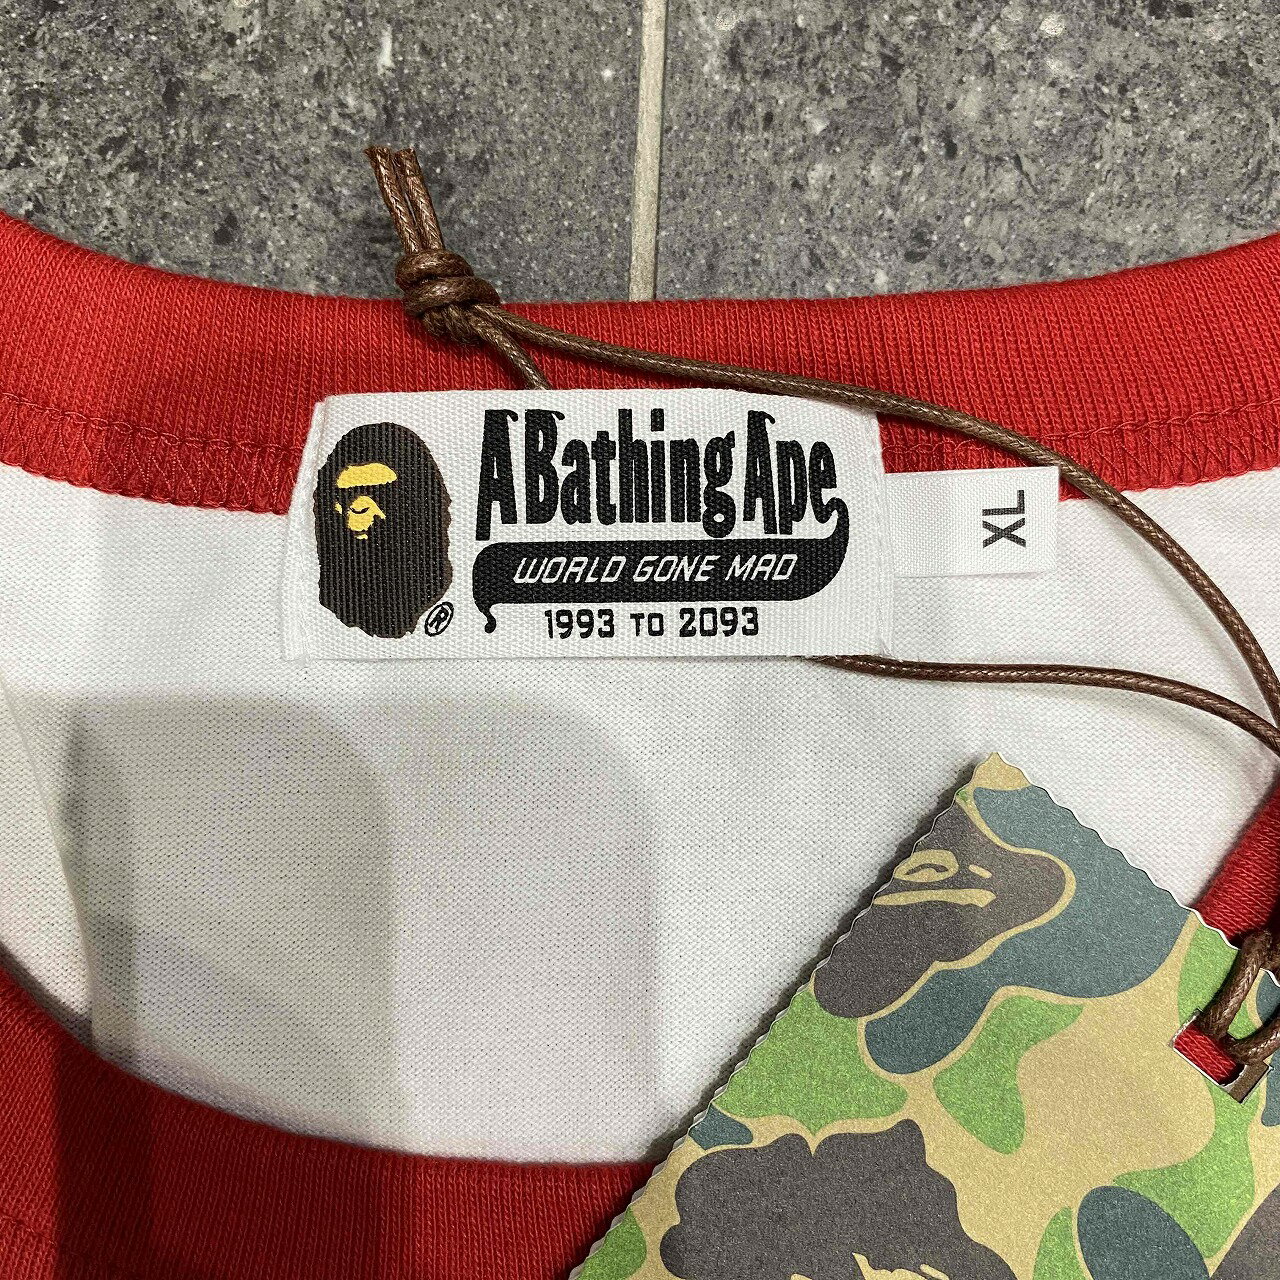 A Bathing Ape
WORLD GONE MAD
1993 TO 2093
®
XL